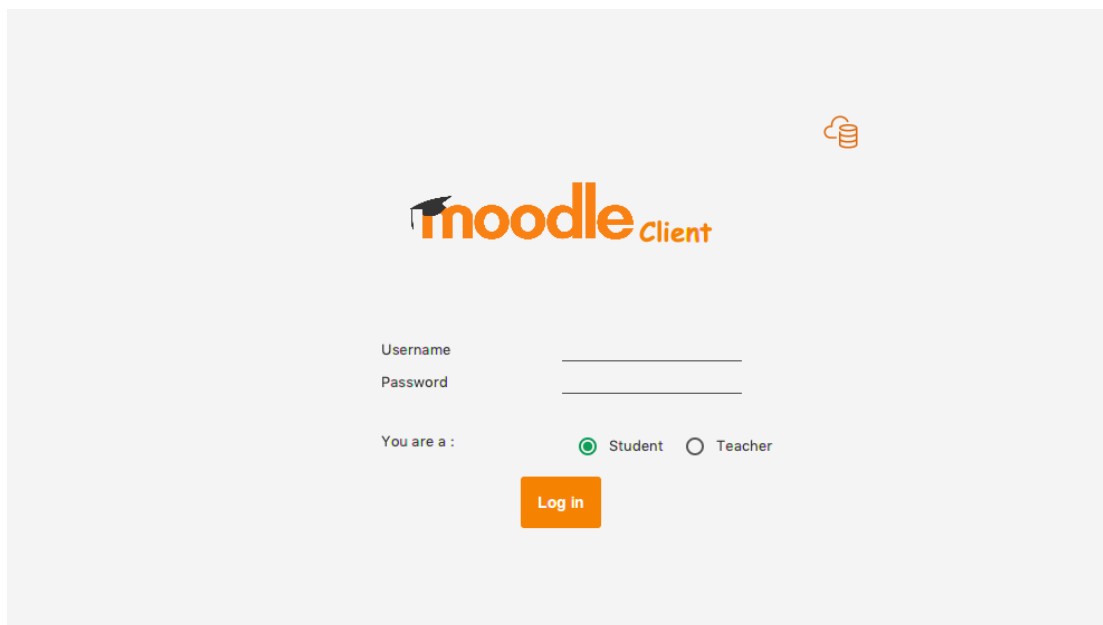 moodle Client
Username
Password
You are a :
Student
Teacher
Log in